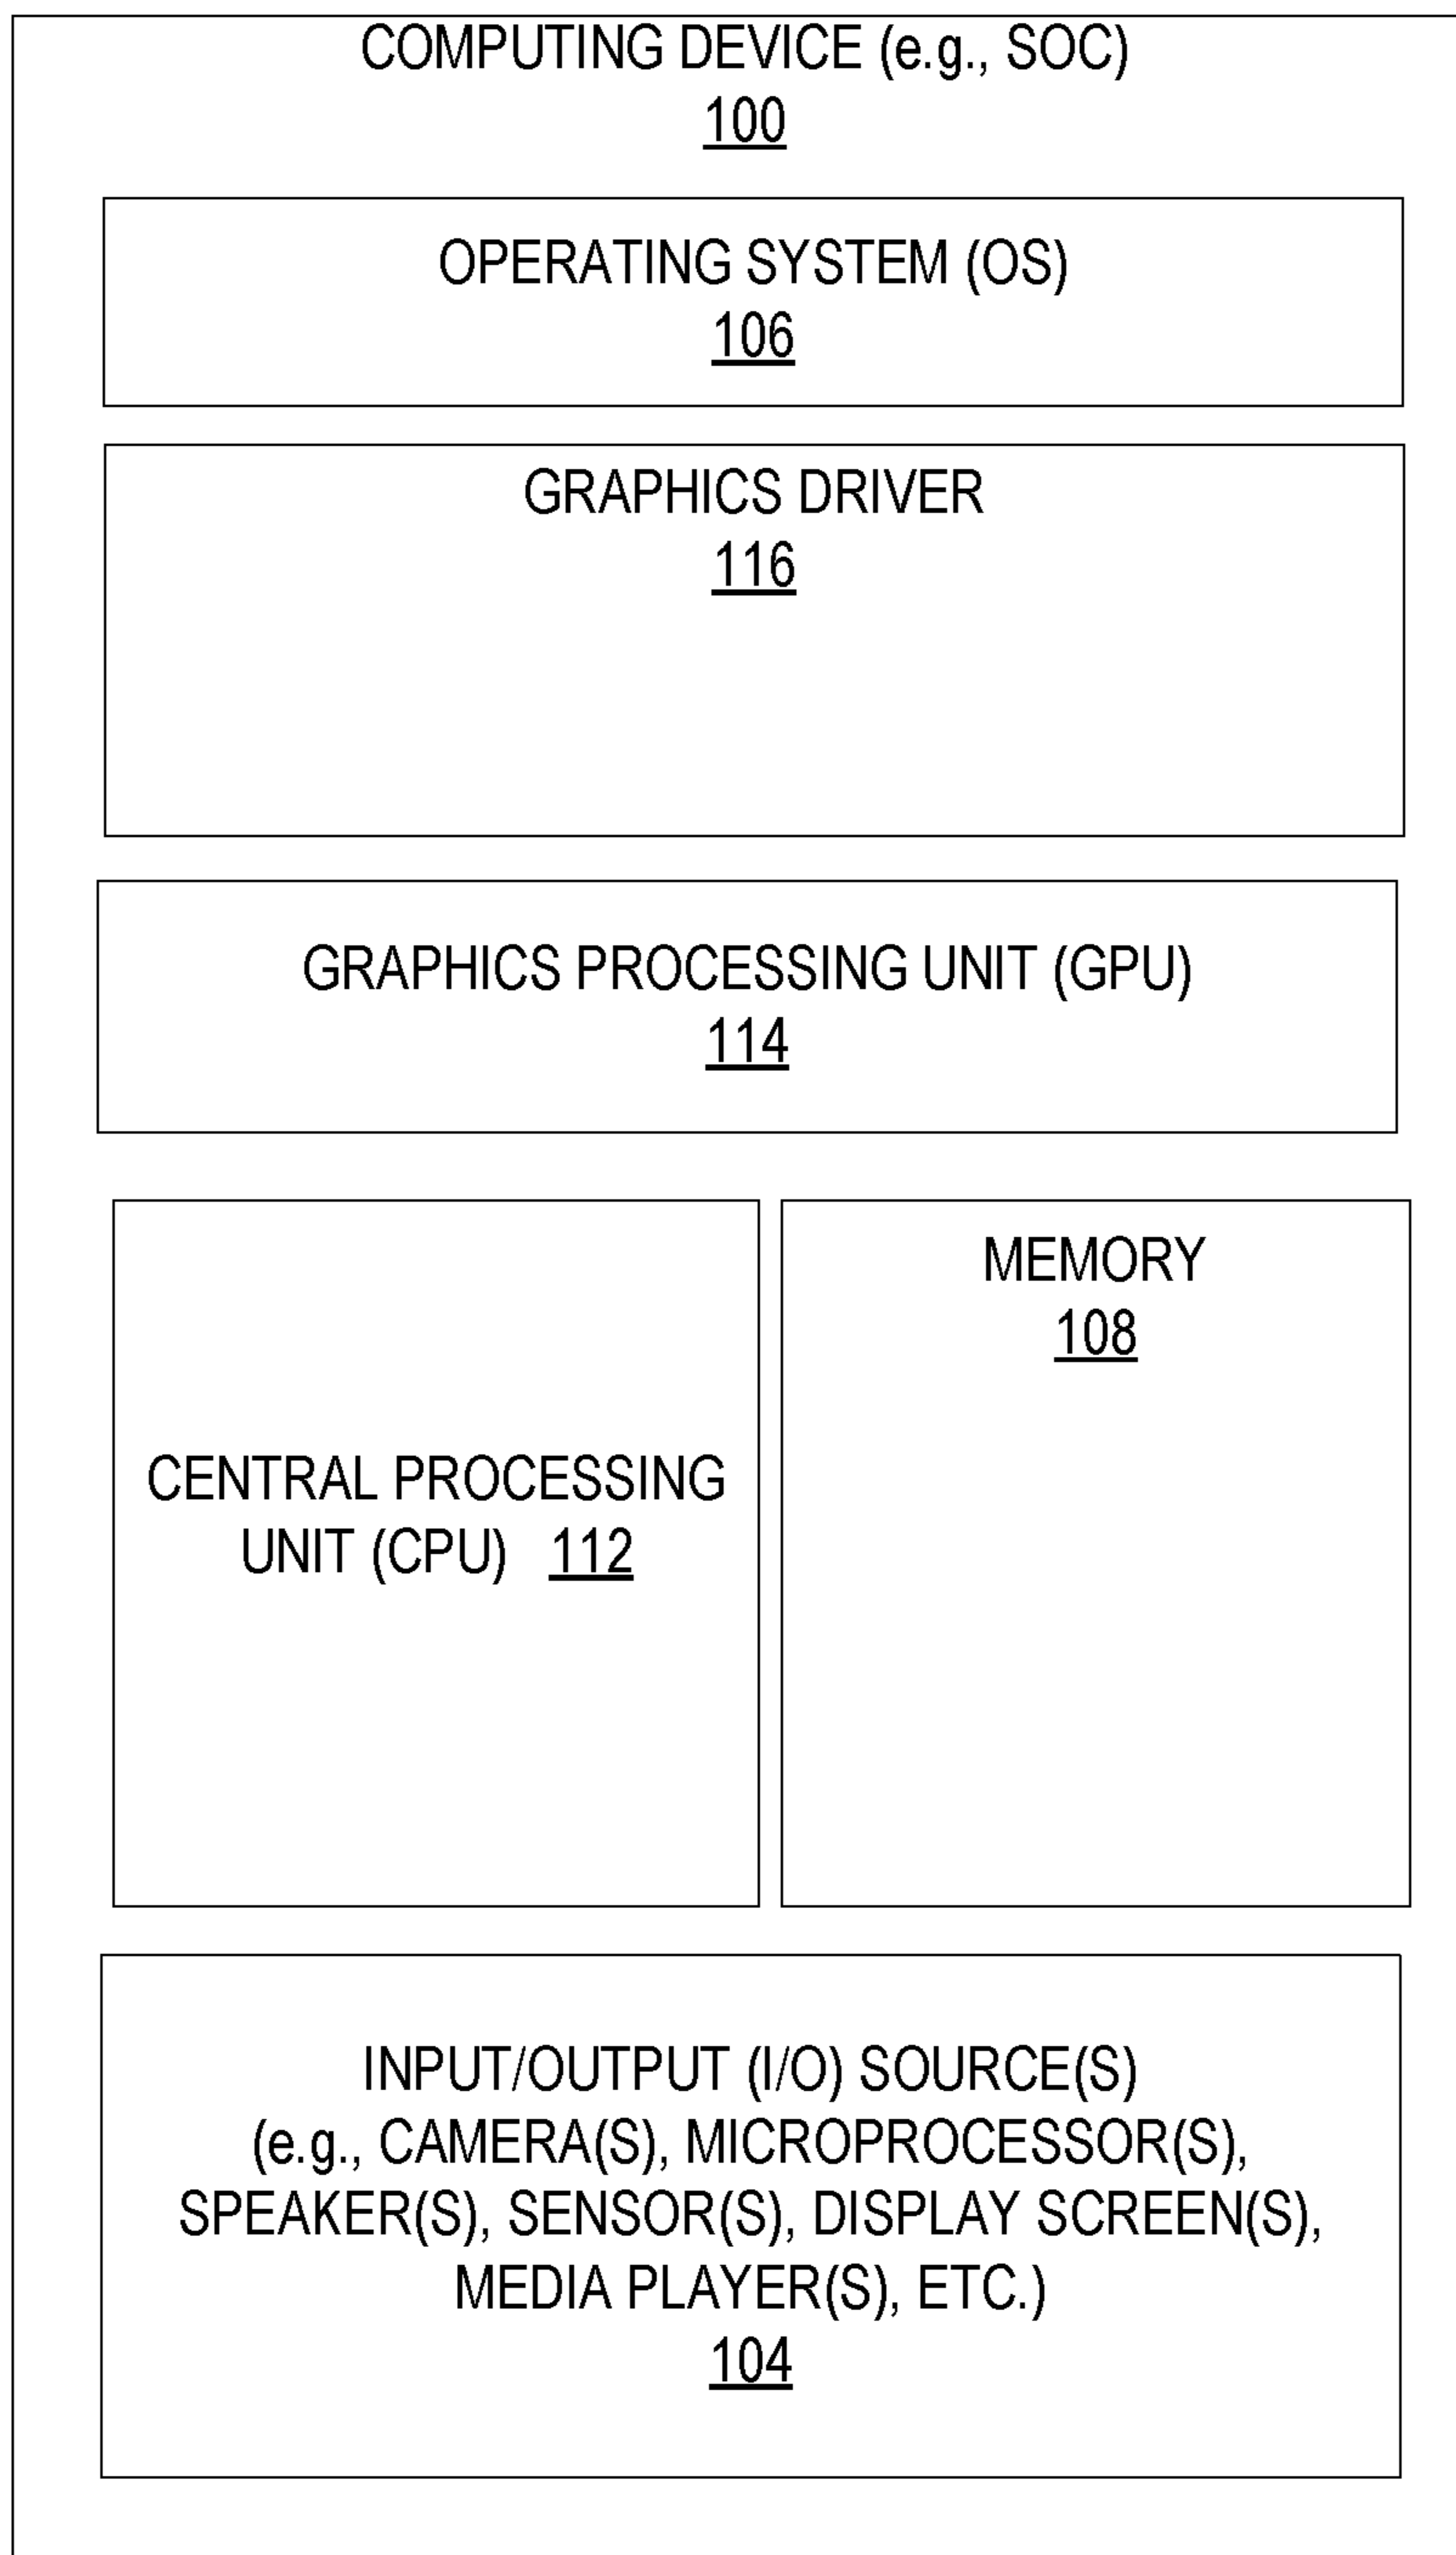 COMPUTING DEVICE (e.g., SOC)
100
OPERATING SYSTEM (OS)
106
GRAPHICS DRIVER
116
GRAPHICS PROCESSING UNIT (GPU)
114
CENTRAL PROCESSING
UNIT (CPU) 112
MEMORY
108
INPUT/OUTPUT (I/O) SOURCE(S)
(e.g., CAMERA(S), MICROPROCESSOR(S),
SPEAKER(S), SENSOR(S), DISPLAY SCREEN(S),
MEDIA PLAYER(S), ETC.)
104